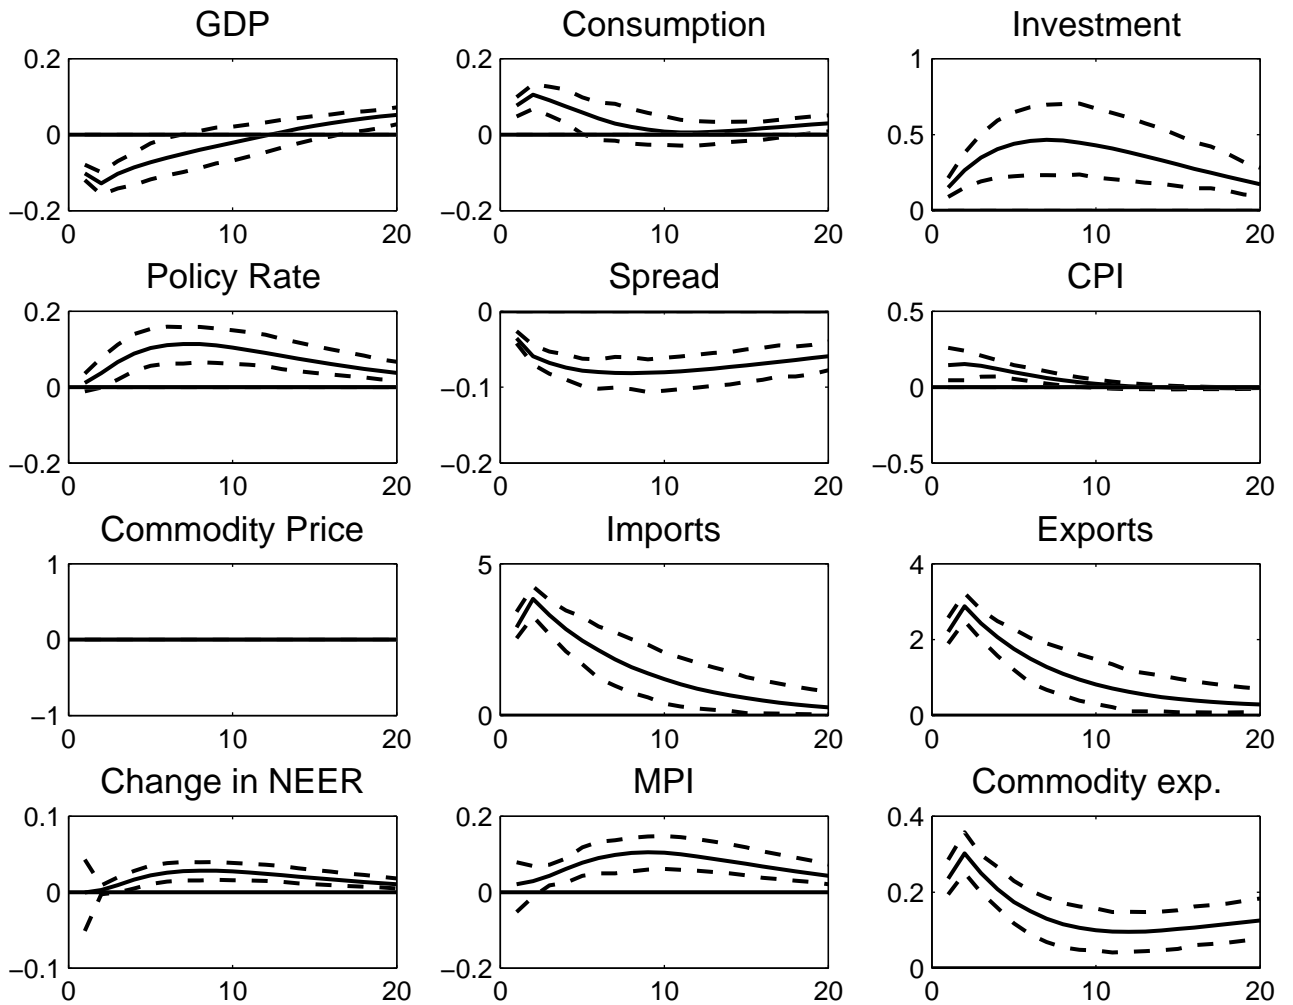 GDP Consumption Investment
0.2 0.2 1
0 0 0.5
−0.2 −0.2 0
0 10 20 0 10 20 0 10 20
Policy Rate Spread CPI
0.2 0 0.5
0 −0.1 0
−0.2 −0.2 −0.5
0 10 20 0 10 20 0 10 20
Commodity Price Imports Exports
1 5 4
0 2
−1 0 0
0 10 20 0 10 20 0 10 20
Change in NEER MPI Commodity exp.
0.1 0.2 0.4
0 0 0.2
−0.1 −0.2 0
0 10 20 0 10 20 0 10 20